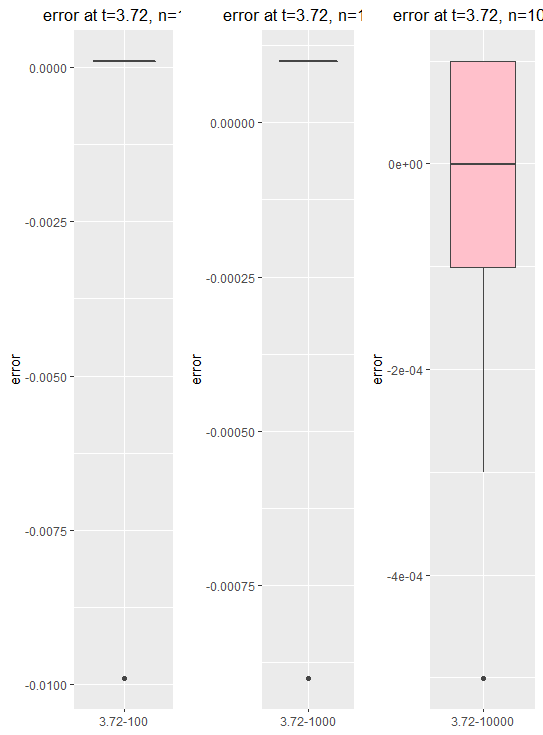 error at t=3.72, n=1
error
0.0000
-0.0025
-0.0050
-0.0075
-0.0100
3.72-100
error at t=3.72, n=1
error
0.00000
-0.00025
-0.00050
-0.00075
3.72-1000
error at t=3.72, n=10
error
0e+00
-2e-04
-4e-04
3.72-10000